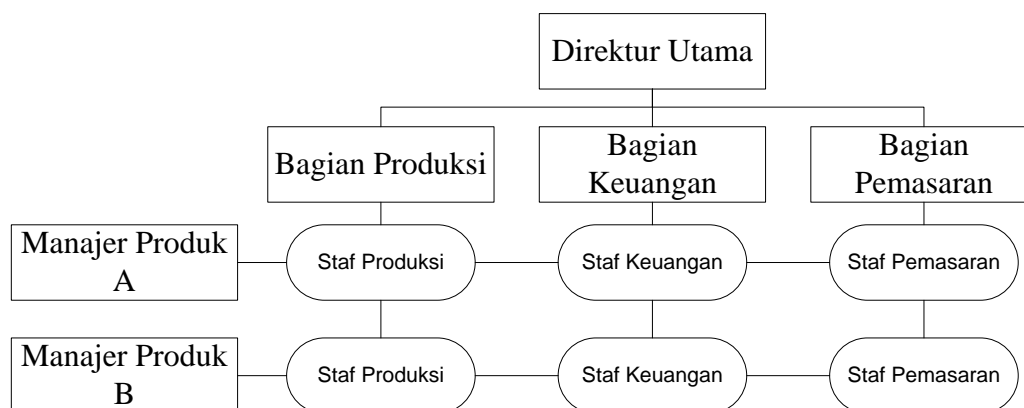 Direktur Utama
Bagian Produksi
Bagian
Keuangan
Bagian
Pemasaran
Manajer Produk
A
Staf Produksi
Staf Keuangan
Staf Pemasaran
Manajer Produk
B
Staf Produksi
Staf Keuangan
Staf Pemasaran